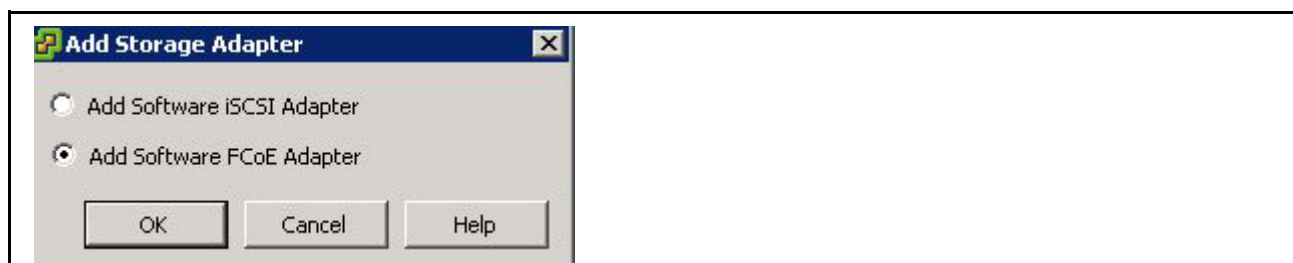 Add Storage Adapter
Add Software iSCSI Adapter
Add Software FCoE Adapter
OK Cancel Help